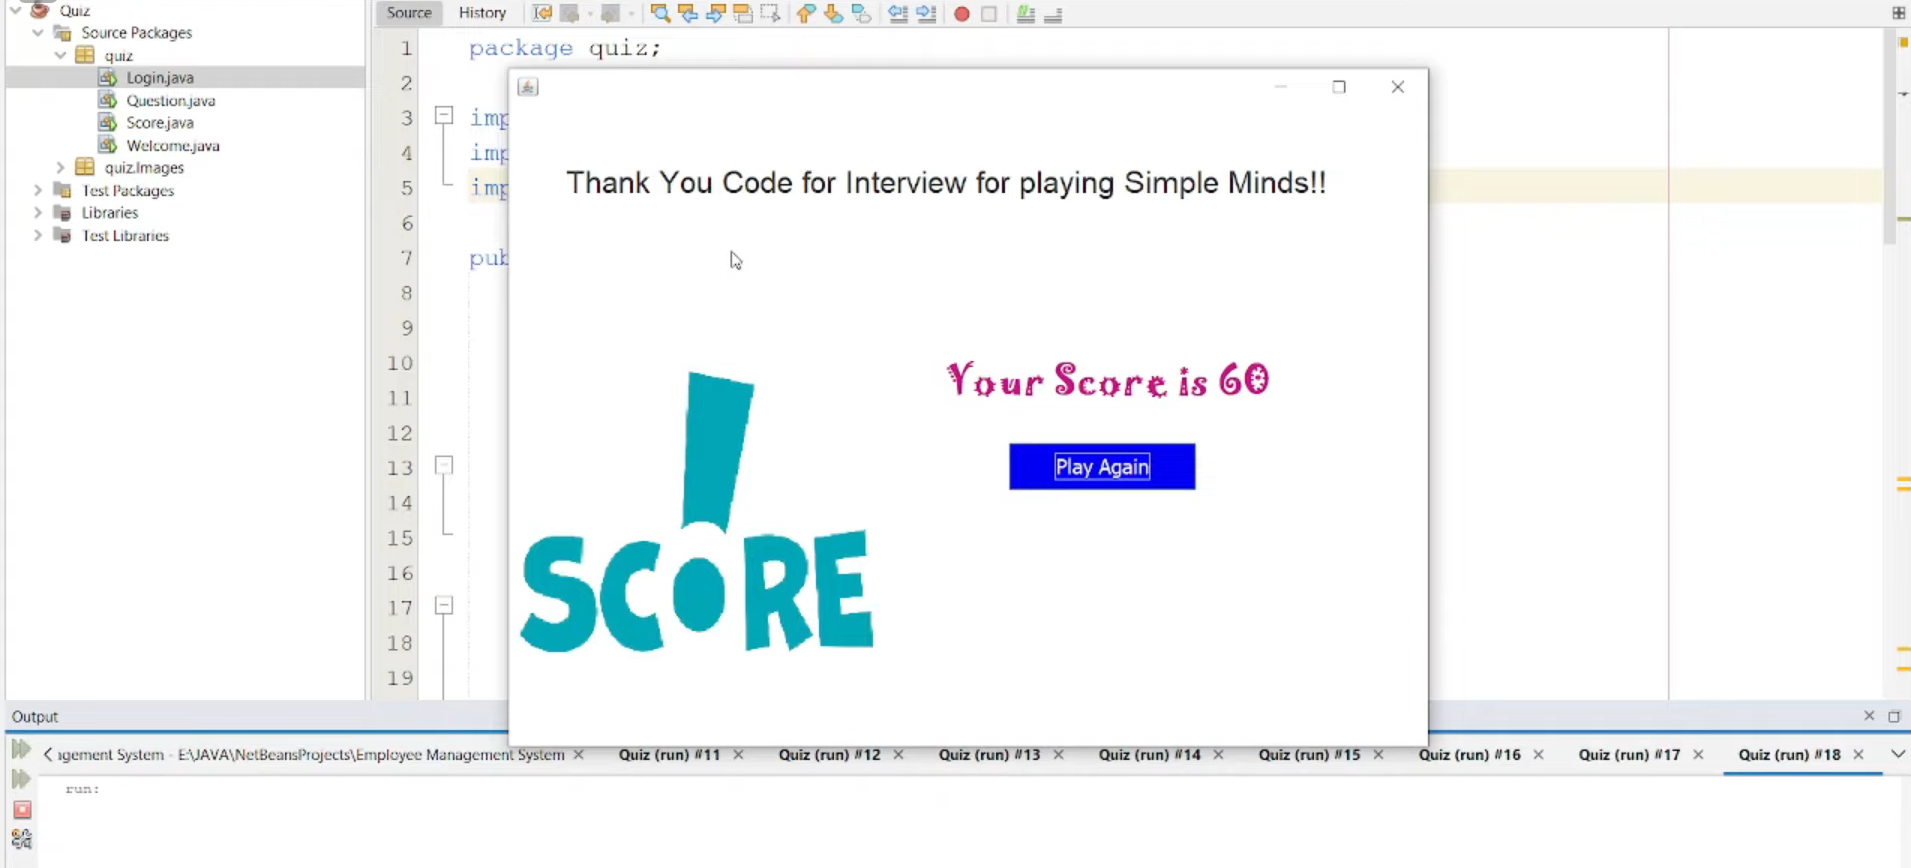 Quiz
Source Packages
quiz
Login.java
Question.java
Score.java
Welcome.java
quiz.Images
Test Packages
Libraries
Test Libraries
Source History
1 package quiz;
2
3 imp
4 imp
5 imp
6
7 pub
8
9
10
11
12
13
14
15
16
17
18
19
Thank You Code for Interview for playing Simple Minds!!
Your Score is 60
Play Again
SCORE
Output
agement System - E:\JAVA\NetBeansProjects\Employee Management System Quiz (run) #11 Quiz (run) #12 Quiz (run) #13 Quiz (run) #14 Quiz (run) #15 Quiz (run) #16 Quiz (run) #17 Quiz (run) #18
run: